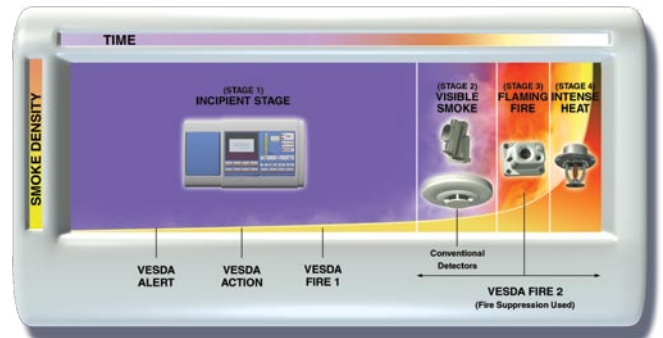 TIME
SMOKE DENSITY
(STAGE 1)
INCIPIENT STAGE
(STAGE 2)
VISIBLE
SMOKE
(STAGE 3)
FLAMING
FIRE
(STAGE 4)
INTENSE
HEAT
VESDA
ALERT
VESDA
ACTION
VESDA
FIRE 1
Conventional
Detectors
VESDA FIRE 2
(Fire Suppression Used)